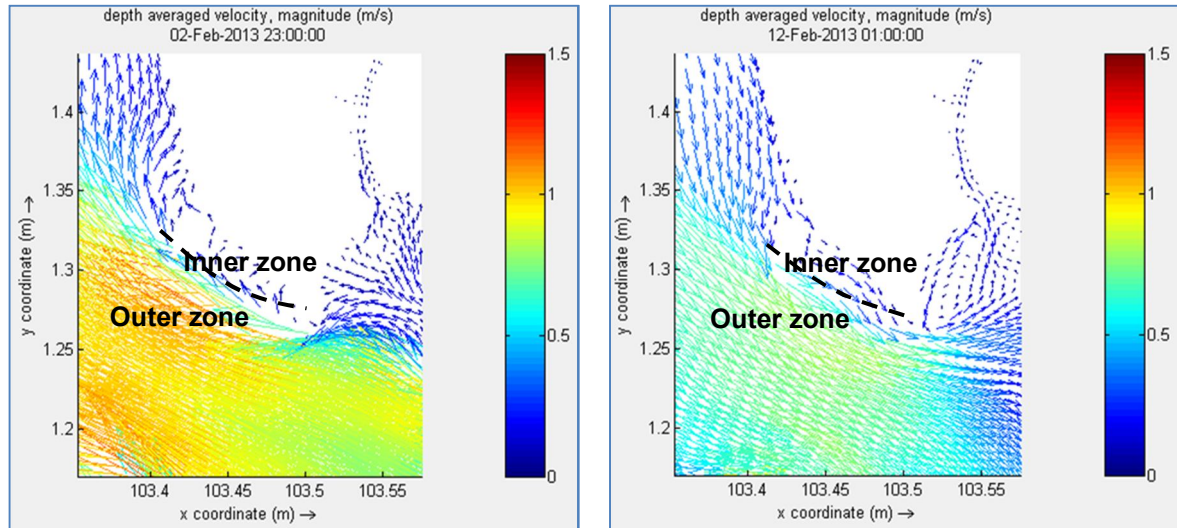 depth averaged velocity, magnitude (m/s)
02-Feb-2013 23:00:00
1.4
1.35
1.3
1.25
1.2
y coordinate (m) →
103.4
103.45
103.5
103.55
x coordinate (m) →
1.5
1
0.5
0
Inner zone
Outer zone
depth averaged velocity, magnitude (m/s)
12-Feb-2013 01:00:00
1.4
1.35
1.3
1.25
1.2
y coordinate (m) →
103.4
103.45
103.5
103.55
x coordinate (m) →
1.5
1
0.5
0
Inner zone
Outer zone